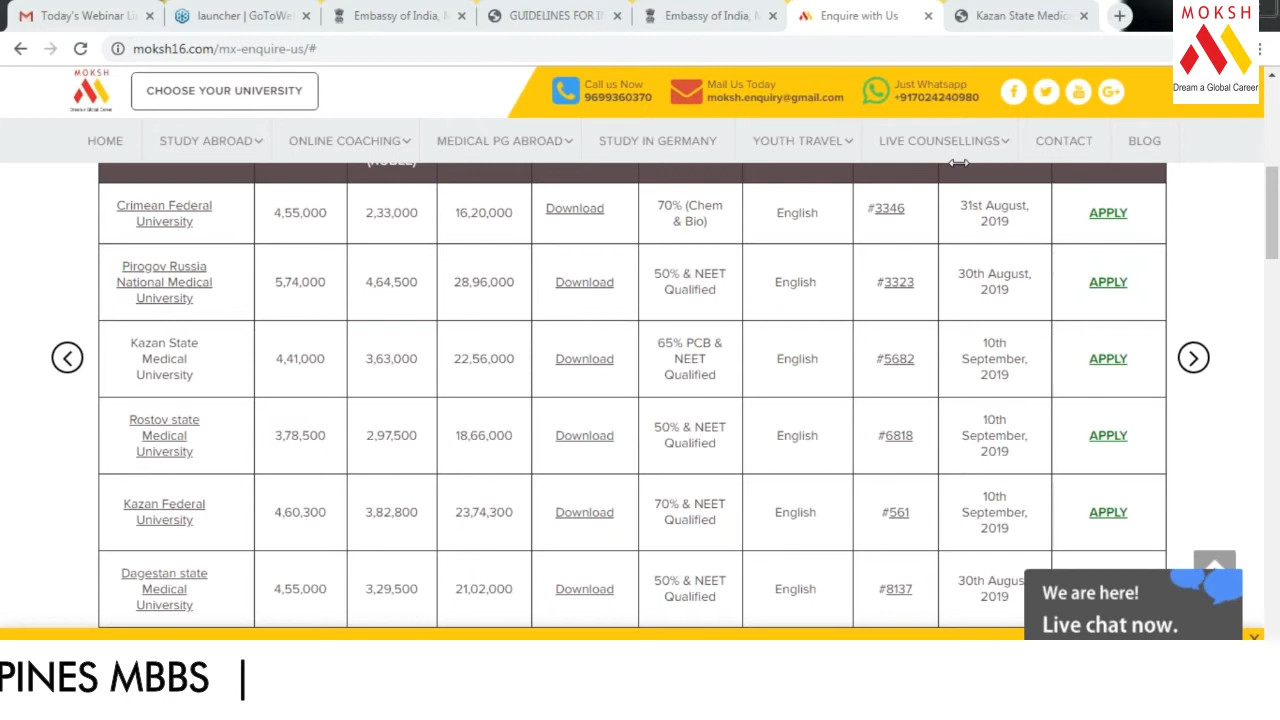 Today's Webinar Li
launcher | GoToWe
Embassy of India, M
GUIDELINES FOR
Embassy of India, M
Enquire with Us
Kazan State Medic
moksh16.com/mx-enquire-us/#
MOKSH
Dream a Global Career
MOKSH
Dream a Global Career
CHOOSE YOUR UNIVERSITY
Call us Now
9699360370
Mail Us Today
moksh.enquiry@gmail.com
Just Whatsapp
+917024240980
HOME STUDY ABROAD ONLINE COACHING MEDICAL PG ABROAD STUDY IN GERMANY YOUTH TRAVEL LIVE COUNSELLINGS CONTACT BLOG
(RUBLE)
Crimean Federal
University
4,55,000
2,33,000
16,20,000
Download
70% (Chem
& Bio)
English
#3346
31st August,
2019
APPLY
Pirogov Russia
National Medical
University
5,74,000
4,64,500
28,96,000
Download
50% & NEET
Qualified
English
#3323
30th August,
2019
APPLY
Kazan State
Medical
University
4,41,000
3,63,000
22,56,000
Download
65% PCB &
NEET
Qualified
English
#5682
10th
September,
2019
APPLY
Rostov state
Medical
University
3,78,500
2,97,500
18,66,000
Download
50% & NEET
Qualified
English
#6818
10th
September,
2019
APPLY
Kazan Federal
University
4,60,300
3,82,800
23,74,300
Download
70% & NEET
Qualified
English
#561
10th
September,
2019
APPLY
Dagestan state
Medical
University
4,55,000
3,29,500
21,02,000
Download
50% & NEET
Qualified
English
#8137
30th Augus
2019
We are here!
Live chat now.
PINES MBBS |